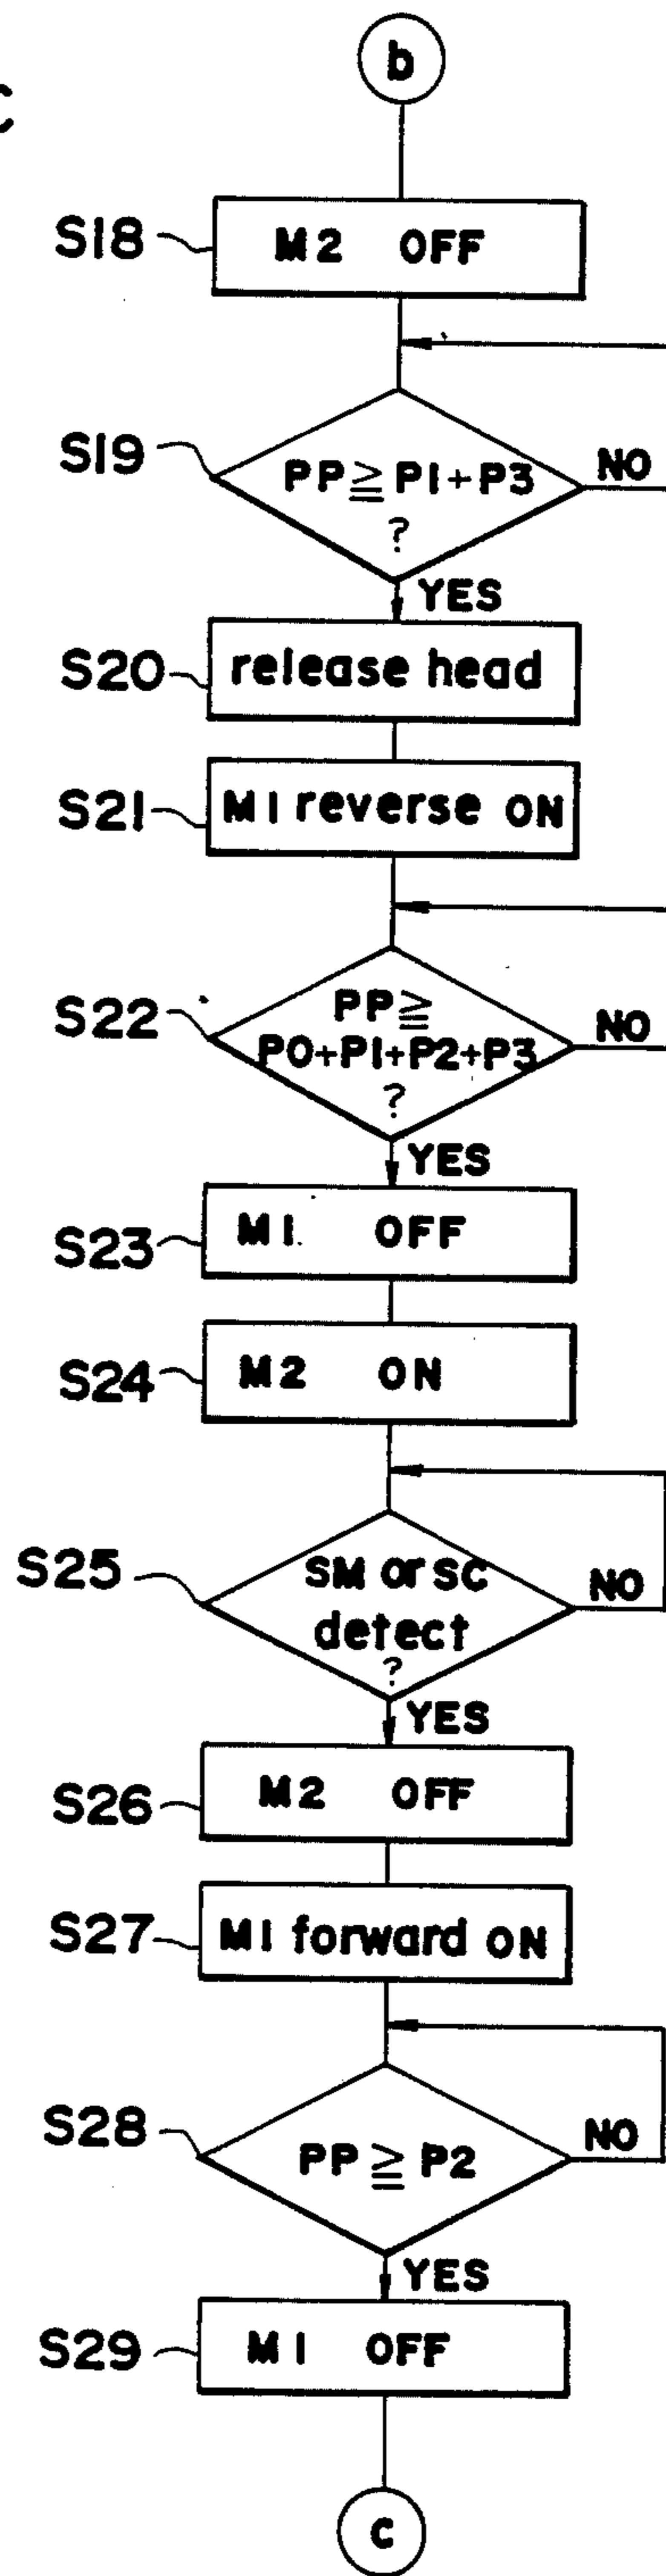 b
C
S18 M2 OFF
S19 PP ≧ P1+P3 NO
?
YES
S20 release head
S21 M1 reverse ON
S22 PP ≧ NO
P0+P1+P2+P3
?
YES
S23 M1 OFF
S24 M2 ON
S25 SM or SC NO
detect
?
YES
S26 M2 OFF
S27 M1 forward ON
S28 PP ≧ P2 NO
YES
S29 M1 OFF
c